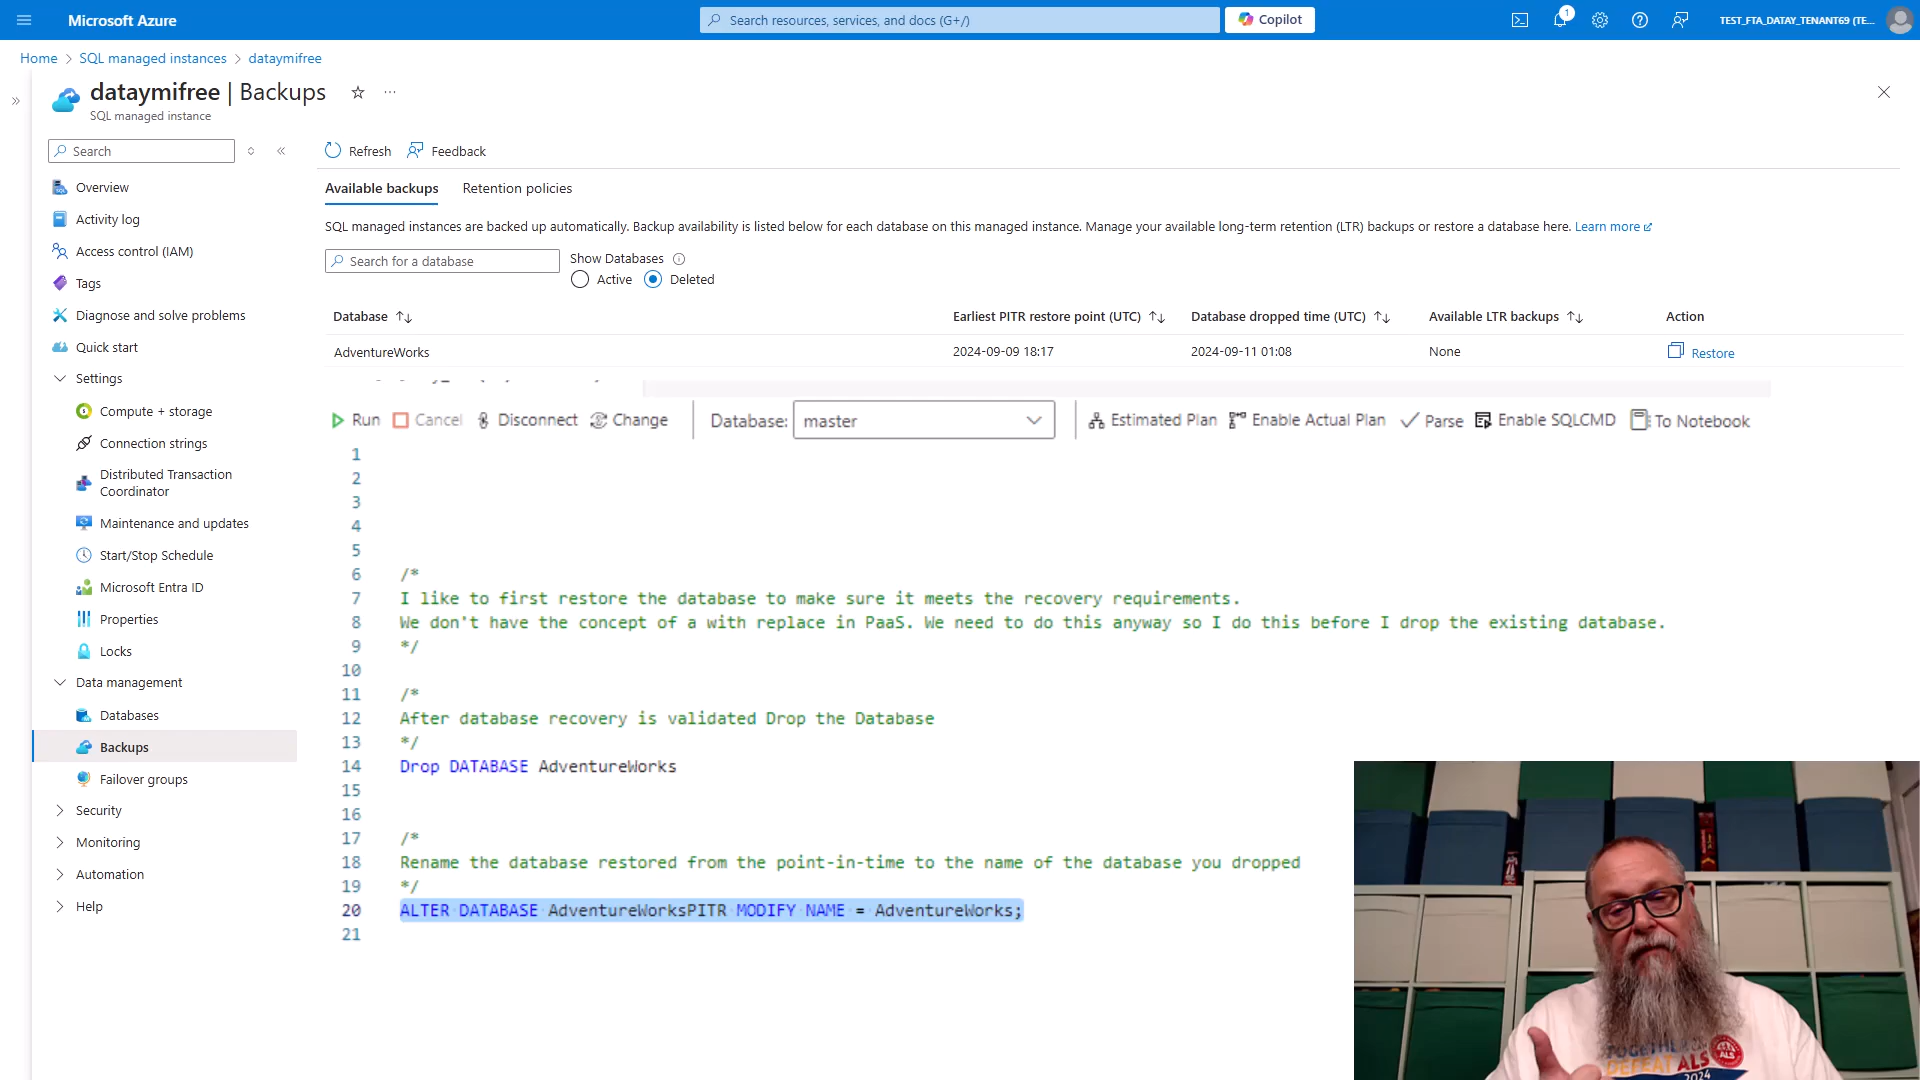 Microsoft Azure
Search resources, services, and docs (G+/)
Copilot
1
TEST_FTA_DATAY_TENANT69 (TE...
Home > SQL managed instances > dataymifree
dataymifree | Backups
SQL managed instance
Search
Refresh
Feedback
Overview
Activity log
Access control (IAM)
Tags
Diagnose and solve problems
Quick start
Settings
Compute + storage
Connection strings
Distributed Transaction
Coordinator
Maintenance and updates
Start/Stop Schedule
Microsoft Entra ID
Properties
Locks
Data management
Databases
Backups
Failover groups
Security
Monitoring
Automation
Help
Available backups
Retention policies
SQL managed instances are backed up automatically. Backup availability is listed below for each database on this managed instance. Manage your available long-term retention (LTR) backups or restore a database here. Learn more
Search for a database
Show Databases
Active
Deleted
Database Earliest PITR restore point (UTC) Database dropped time (UTC) Available LTR backups Action
AdventureWorks 2024-09-09 18:17 2024-09-11 01:08 None Restore
Run Cancel Disconnect Change Database: master Estimated Plan Enable Actual Plan Parse Enable SQLCMD To Notebook
1
2
3
4
5
6 /*
7 I like to first restore the database to make sure it meets the recovery requirements.
8 We don't have the concept of a with replace in PaaS. We need to do this anyway so I do this before I drop the existing database.
9 */
10
11 /*
12 After database recovery is validated Drop the Database
13 */
14 Drop DATABASE AdventureWorks
15
16
17 /*
18 Rename the database restored from the point-in-time to the name of the database you dropped
19 */
20 ALTER DATABASE AdventureWorksPITR MODIFY NAME = AdventureWorks;
21
TOGETHER
DEFEAT ALS
ALS
2024